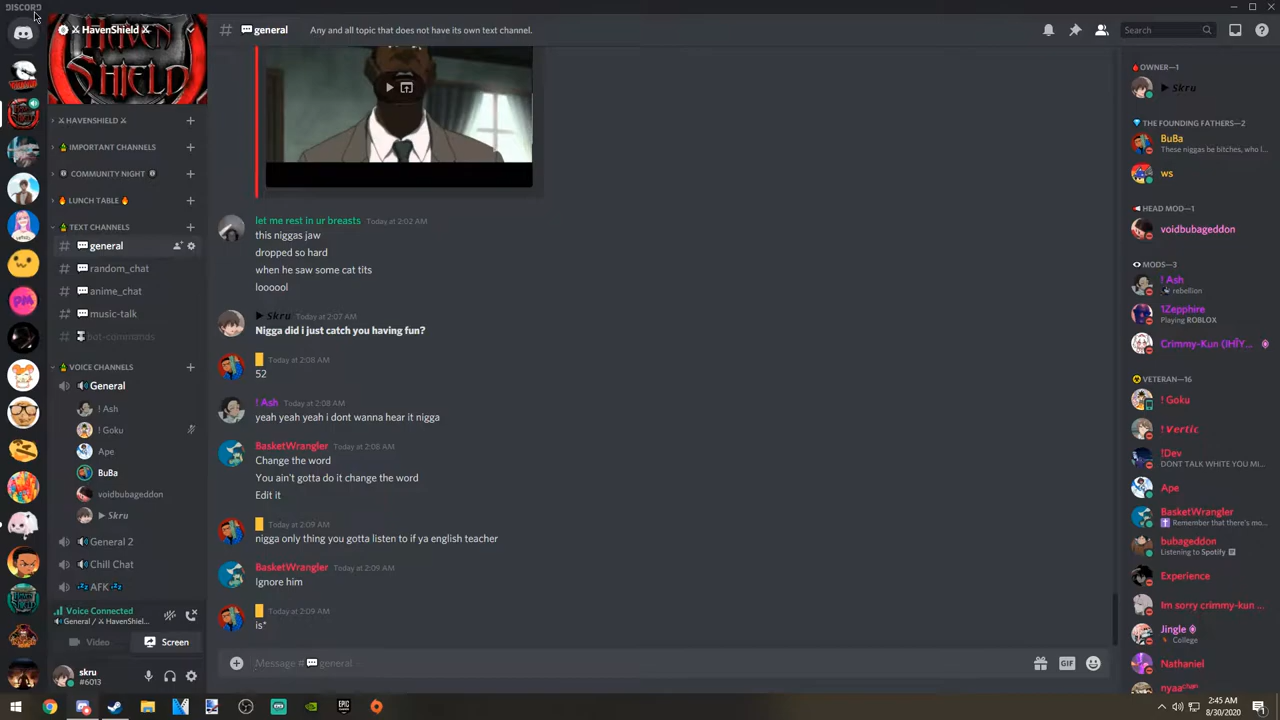 DISCORD
HAVEN
SHIELD
⚔ HavenShield ⚔
⚔ HAVENSHIELD ⚔
IMPORTANT CHANNELS
COMMUNITY NIGHT
LUNCH TABLE
TEXT CHANNELS
general
random_chat
anime_chat
music-talk
bat-commands
VOICE CHANNELS
General
! Ash
! Goku
Ape
BuBa
voidbubageddon
Skru
General 2
Chill Chat
AFK
Voice Connected
General / ⚔ HavenShiel...
Video
Screen
skru
#6013
PM
# general
Any and all topic that does not have its own text channel.
Search
let me rest in ur breasts Today at 2:02 AM
this niggas jaw
dropped so hard
when he saw some cat tits
loooool
Skru Today at 2:07 AM
Nigga did i just catch you having fun?
Today at 2:08 AM
52
! Ash Today at 2:08 AM
yeah yeah yeah i dont wanna hear it nigga
BasketWrangler Today at 2:08 AM
Change the word
You ain't gotta do it change the word
Edit it
Today at 2:09 AM
nigga only thing you gotta listen to if ya english teacher
BasketWrangler Today at 2:09 AM
Ignore him
Today at 2:09 AM
is*
Message # general
GIF
OWNER—1
Skru
THE FOUNDING FATHERS—2
BuBa
These niggas be bitches, who l...
ws
HEAD MOD—1
voidbubageddon
MODS—3
! Ash
rebellion
1Zepphire
Playing ROBLOX
Crimmy-Kun (IHÎY...
VETERAN—16
! Goku
! Vertic
!Dev
DONT TALK WHITE YOU MI...
Ape
BasketWrangler
Remember that there's mo...
bubageddon
Listening to Spotify
Experience
Im sorry crimmy-kun ...
Jingle
College
Nathaniel
nyaaᶜʰᵃⁿ
EPIC
2:45 AM
8/30/2020